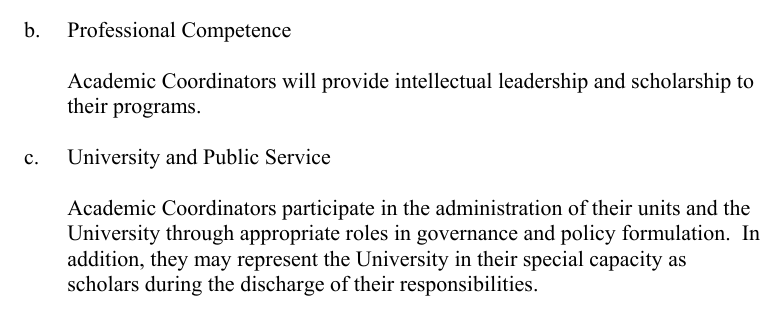 b. Professional Competence
Academic Coordinators will provide intellectual leadership and scholarship to
their programs.
c. University and Public Service
Academic Coordinators participate in the administration of their units and the
University through appropriate roles in governance and policy formulation.  In
addition, they may represent the University in their special capacity as
scholars during the discharge of their responsibilities.